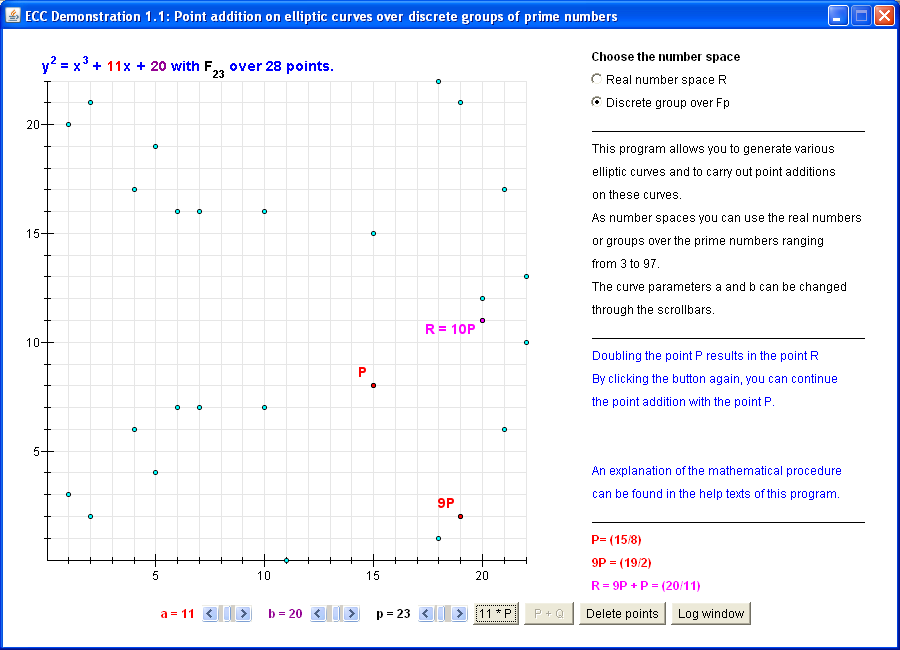 ECC Demonstration 1.1: Point addition on elliptic curves over discrete groups of prime numbers
y² = x³ + 11x + 20 with F₂₃ over 28 points.
20
15
10
5
5
10
15
20
R = 10P
P
9P
Choose the number space
Real number space R
Discrete group over Fp
This program allows you to generate various
elliptic curves and to carry out point additions
on these curves.
As number spaces you can use the real numbers
or groups over the prime numbers ranging
from 3 to 97.
The curve parameters a and b can be changed
through the scrollbars.
Doubling the point P results in the point R
By clicking the button again, you can continue
the point addition with the point P.
An explanation of the mathematical procedure
can be found in the help texts of this program.
P= (15/8)
9P = (19/2)
R = 9P + P = (20/11)
a = 11
b = 20
p = 23
11 * P
P + Q
Delete points
Log window